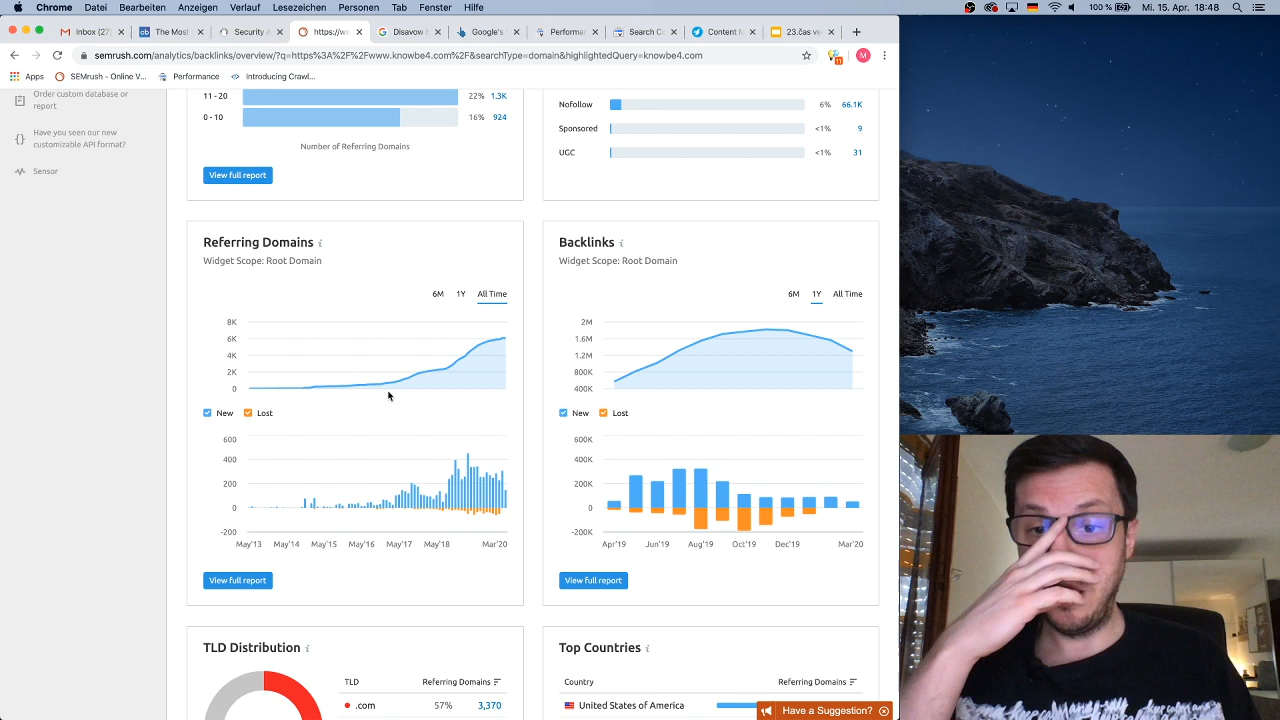 Chrome Datei Bearbeiten Anzeigen Verlauf Lesezeichen Personen Tab Fenster Hilfe 100 % Mi. 15. Apr. 18:48
Inbox (27 The Most Security A https://ww Disavow l Google's Performa Search Co Content M 23.čas ve
semrush.com/analytics/backlinks/overview/?q=https%3A%2F%2Fwww.knowbe4.com%2F&searchType=domain&highlightedQuery=knowbe4.com
11
M
Apps SEMrush - Online V... Performance Introducing Crawl...
Order custom database or
report
Have you seen our new
customizable API format?
Sensor
11 - 20 22% 1.3K
0 - 10 16% 924
Number of Referring Domains
View full report
Nofollow 6% 66.1K
Sponsored <1% 9
UGC <1% 31
Referring Domains i
Widget Scope: Root Domain
6M 1Y All Time
8K
6K
4K
2K
0
New Lost
600
400
200
0
-200
May'13 May'14 May'15 May'16 May'17 May'18 Mar'20
View full report
Backlinks i
Widget Scope: Root Domain
6M 1Y All Time
2M
1.6M
1.2M
800K
400K
New Lost
600K
400K
200K
0
-200K
Apr'19 Jun'19 Aug'19 Oct'19 Dec'19 Mar'20
View full report
TLD Distribution i
TLD Referring Domains
.com 57% 3,370
Top Countries i
Country Referring Domains
United States of America
Have a Suggestion?